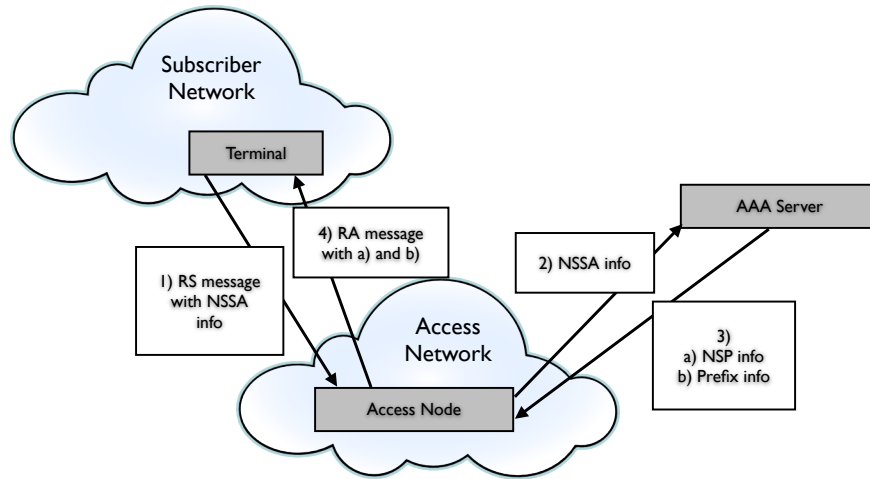 Subscriber
Network
Terminal
AAA Server
4) RA message
with a) and b)
2) NSSA info
1) RS message
with NSSA
info
3)
a) NSP info
b) Prefix info
Access
Network
Access Node